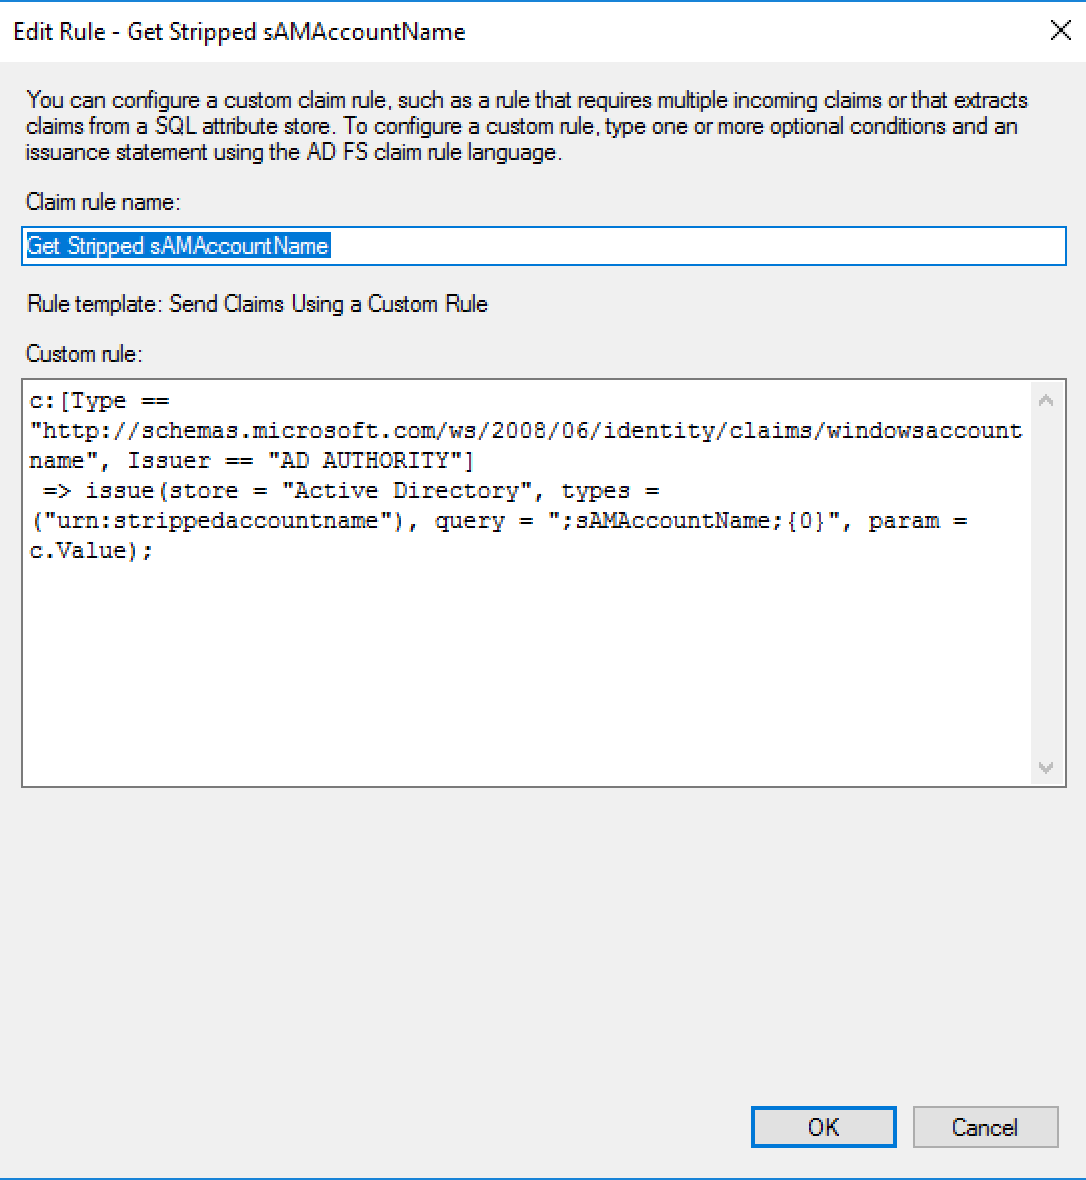 Edit Rule - Get Stripped sAMAccountName
You can configure a custom claim rule, such as a rule that requires multiple incoming claims or that extracts
claims from a SQL attribute store. To configure a custom rule, type one or more optional conditions and an
issuance statement using the AD FS claim rule language.
Claim rule name:
Get Stripped sAMAccountName
Rule template: Send Claims Using a Custom Rule
Custom rule:
c:[Type ==
"http://schemas.microsoft.com/ws/2008/06/identity/claims/windowsaccount
name", Issuer == "AD AUTHORITY"]
 => issue(store = "Active Directory", types =
("urn:strippedaccountname"), query = ";sAMAccountName;{0}", param =
c.Value);
OK Cancel